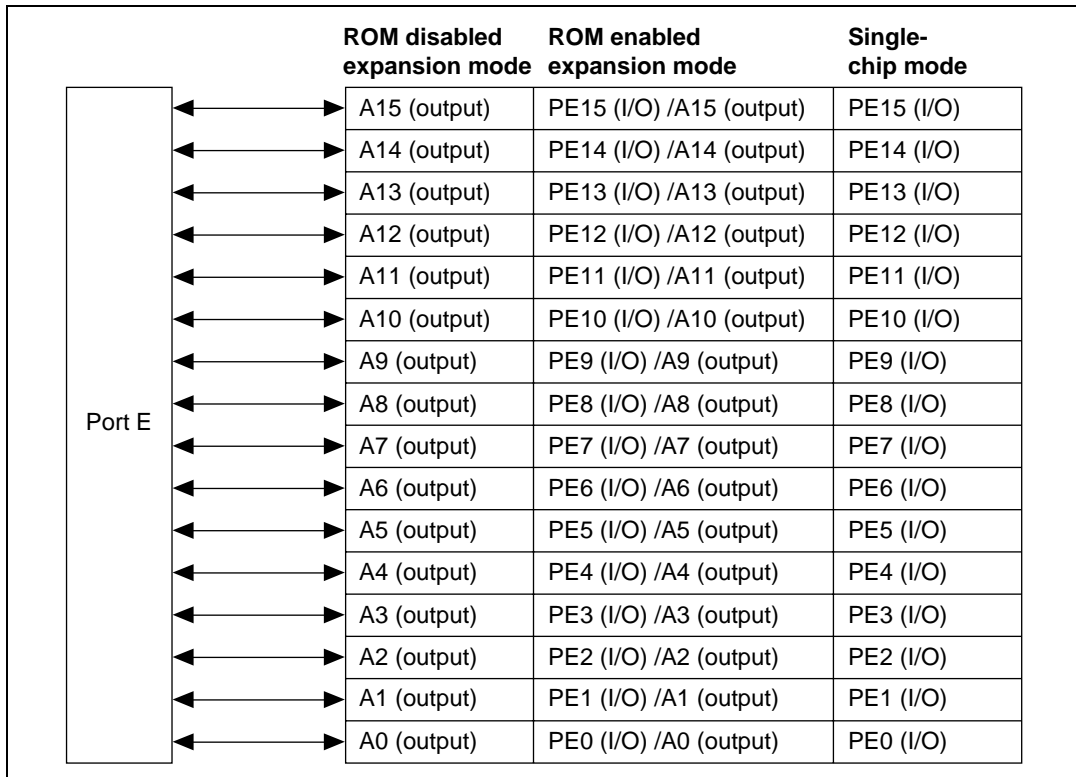 ROM disabled expansion mode ROM enabled expansion mode Single-chip mode
A15 (output) PE15 (I/O) /A15 (output) PE15 (I/O)
A14 (output) PE14 (I/O) /A14 (output) PE14 (I/O)
A13 (output) PE13 (I/O) /A13 (output) PE13 (I/O)
A12 (output) PE12 (I/O) /A12 (output) PE12 (I/O)
A11 (output) PE11 (I/O) /A11 (output) PE11 (I/O)
A10 (output) PE10 (I/O) /A10 (output) PE10 (I/O)
A9 (output) PE9 (I/O) /A9 (output) PE9 (I/O)
Port E A8 (output) PE8 (I/O) /A8 (output) PE8 (I/O)
A7 (output) PE7 (I/O) /A7 (output) PE7 (I/O)
A6 (output) PE6 (I/O) /A6 (output) PE6 (I/O)
A5 (output) PE5 (I/O) /A5 (output) PE5 (I/O)
A4 (output) PE4 (I/O) /A4 (output) PE4 (I/O)
A3 (output) PE3 (I/O) /A3 (output) PE3 (I/O)
A2 (output) PE2 (I/O) /A2 (output) PE2 (I/O)
A1 (output) PE1 (I/O) /A1 (output) PE1 (I/O)
A0 (output) PE0 (I/O) /A0 (output) PE0 (I/O)